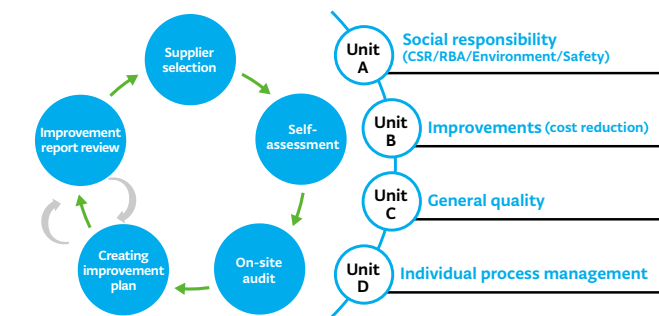 Supplier
selection
Self-
assessment
On-site
audit
Creating
improvement
plan
Improvement
report review
Unit
A
Social responsibility
(CSR/RBA/Environment/Safety)
Unit
B
Improvements (cost reduction)
Unit
C
General quality
Unit
D
Individual process management